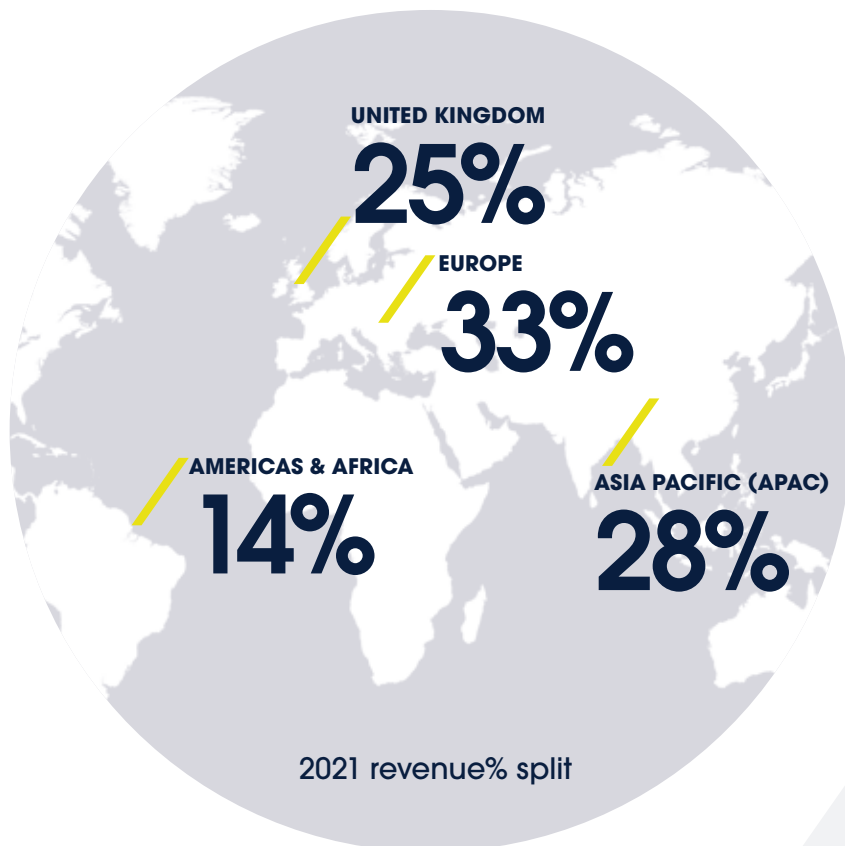 UNITED KINGDOM
25%
EUROPE
33%
AMERICAS & AFRICA
14%
ASIA PACIFIC (APAC)
28%
2021 revenue% split